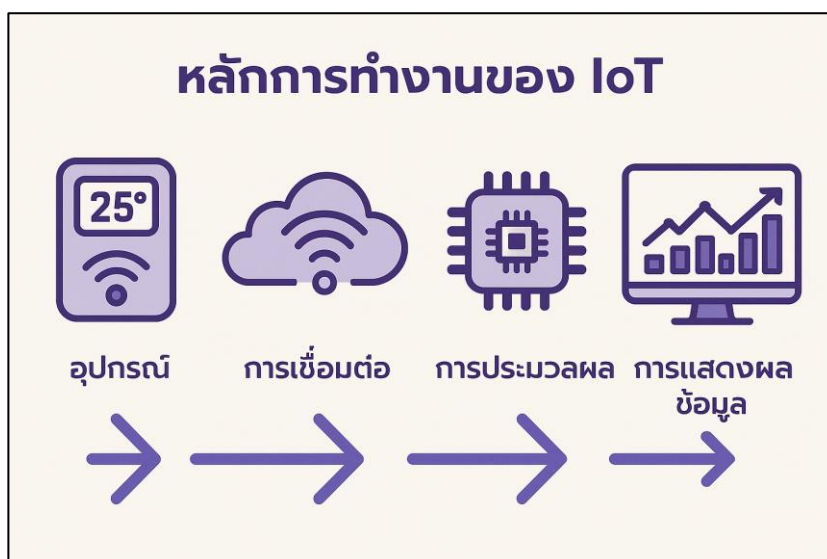 หลักการทำงานของ IoT
25°
อุปกรณ์
การเชื่อมต่อ
การประมวลผล
การแสดงผล
ข้อมูล